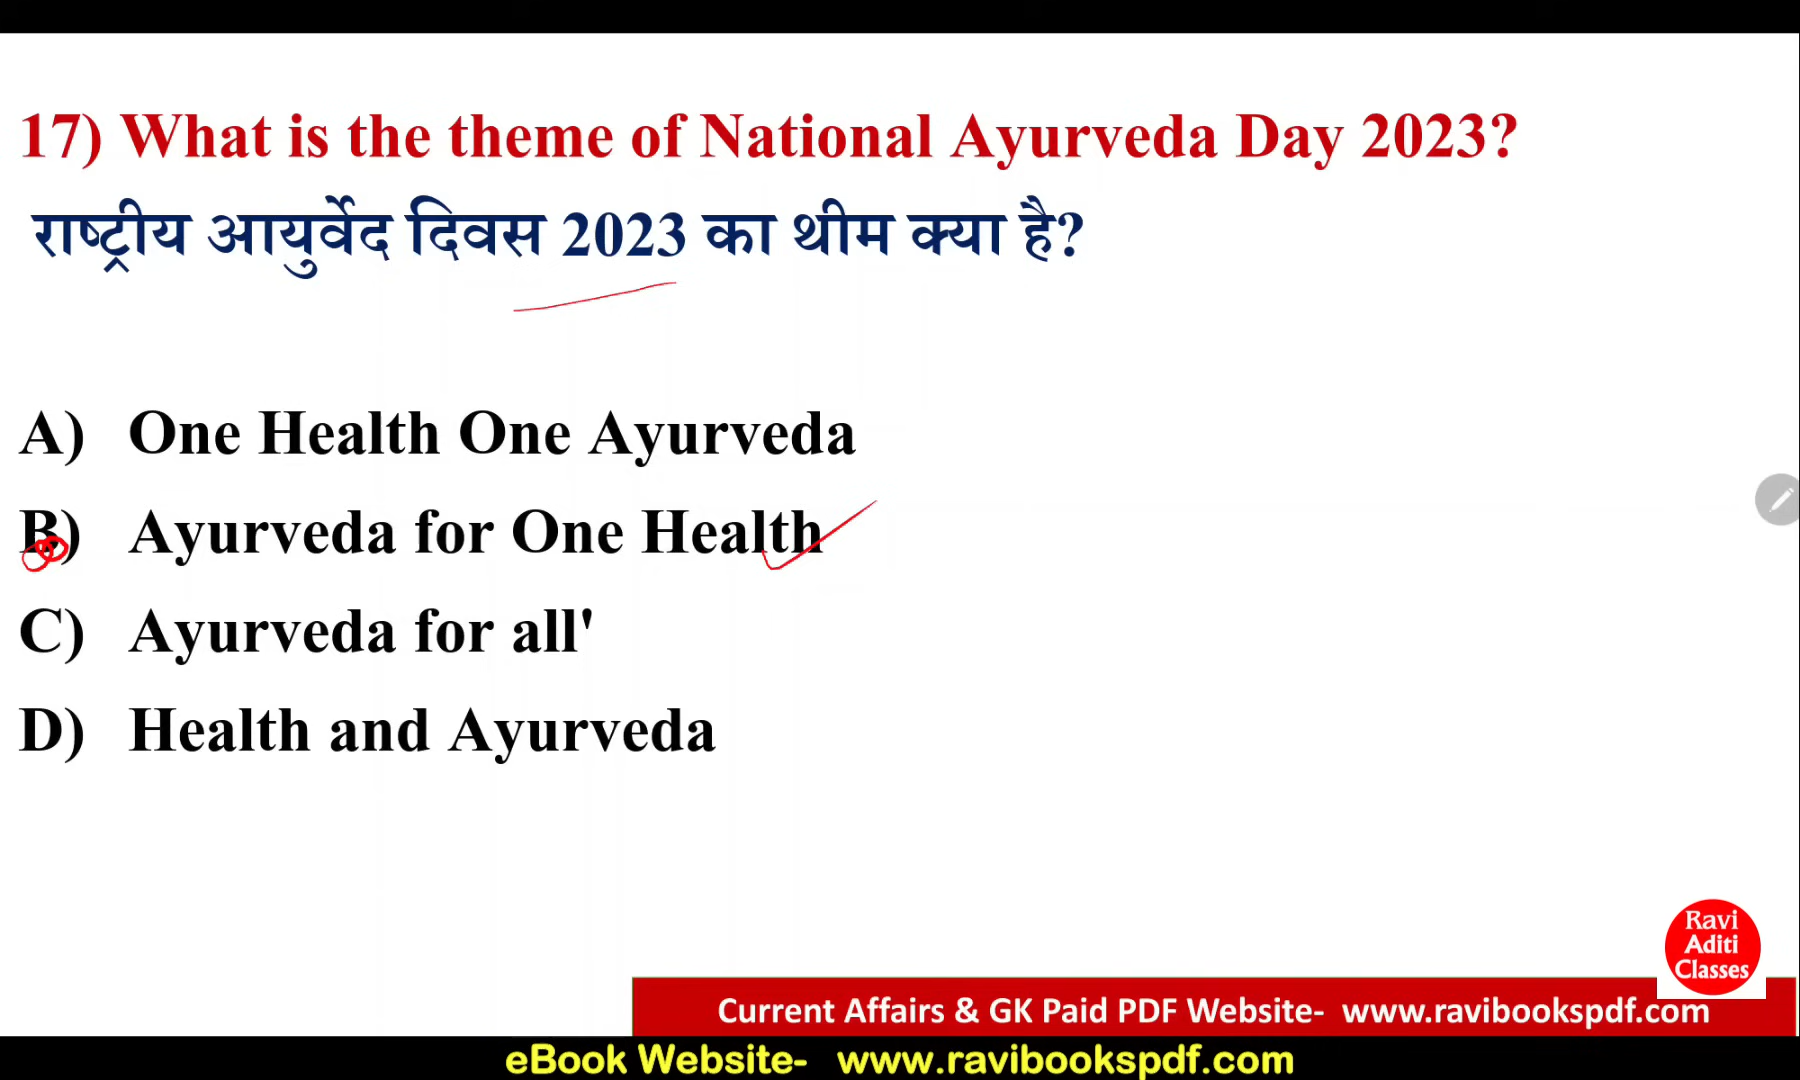 17) What is the theme of National Ayurveda Day 2023?
राष्ट्रीय आयुर्वेद दिवस 2023 का थीम क्या है?
A) One Health One Ayurveda
B) Ayurveda for One Health
C) Ayurveda for all'
D) Health and Ayurveda
Ravi
Aditi
Classes
Current Affairs & GK Paid PDF Website- www.ravibookspdf.com
eBook Website- www.ravibookspdf.com